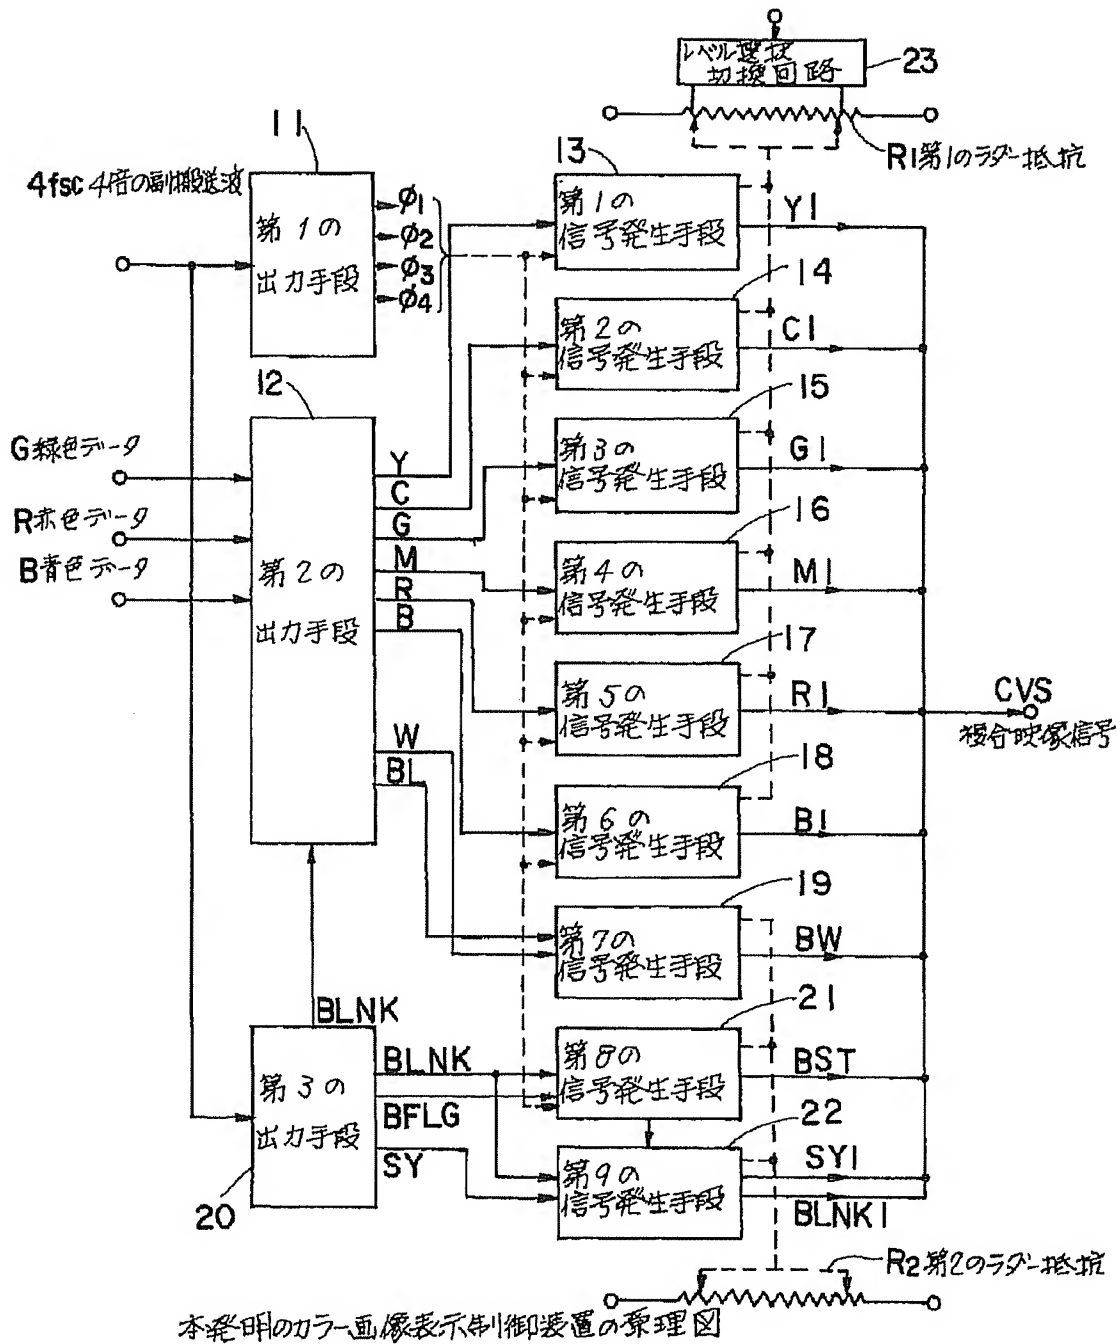 レベル選択
切換回路
23
R1第1のラダー抵抗
11
4fsc 4倍の副搬送波
第1の
出力手段
φ1
φ2
φ3
φ4
13
第1の
信号発生手段
Y1
14
第2の
信号発生手段
C1
12
15
第3の
信号発生手段
G1
G緑色データ
R赤色データ
B青色データ
第2の
出力手段
Y
C
G
M
R
B
W
BL
16
第4の
信号発生手段
M1
17
第5の
信号発生手段
R1
CVS
複合映像信号
18
第6の
信号発生手段
B1
19
第7の
信号発生手段
BW
BLNK
21
第8の
信号発生手段
BST
第3の
出力手段
BLNK
BFLG
SY
20
22
第9の
信号発生手段
SY1
BLNK1
R2第2のラダー抵抗
本発明のカラー画像表示制御装置の原理図